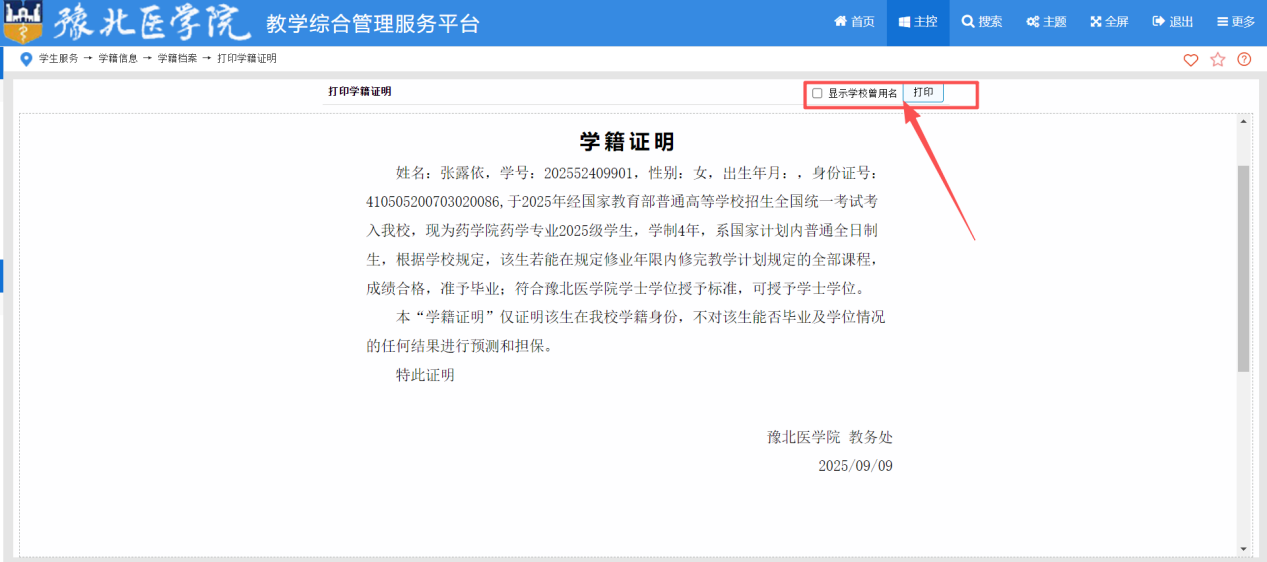 豫北医学院 教学综合管理服务平台 首页 主控 搜索 主题 全屏 退出 更多
学生服务 → 学籍信息 → 学籍档案 → 打印学籍证明
打印学籍证明 显示学校曾用名 打印
学籍证明
姓名：张露依，学号：202552409901，性别：女，出生年月：，身份证号：
410505200703020086,于2025年经国家教育部普通高等学校招生全国统一考试考
入我校，现为药学院药学专业2025级学生，学制4年，系国家计划内普通全日制
生，根据学校规定，该生若能在规定修业年限内修完教学计划规定的全部课程，
成绩合格，准予毕业；符合豫北医学院学士学位授予标准，可授予学士学位。
本“学籍证明”仅证明该生在我校学籍身份，不对该生能否毕业及学位情况
的任何结果进行预测和担保。
特此证明
豫北医学院 教务处
2025/09/09